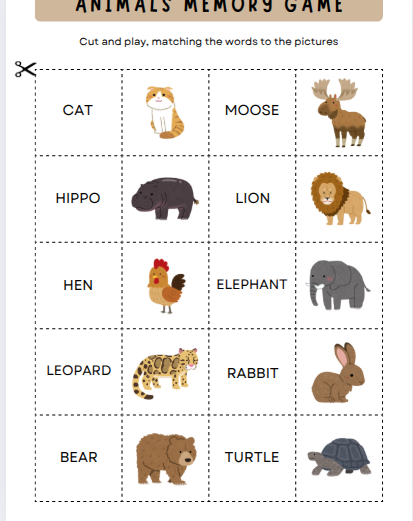 ANIMALS MEMORY GAME
Cut and play, matching the words to the pictures
CAT
MOOSE
HIPPO
LION
HEN
ELEPHANT
LEOPARD
RABBIT
BEAR
TURTLE